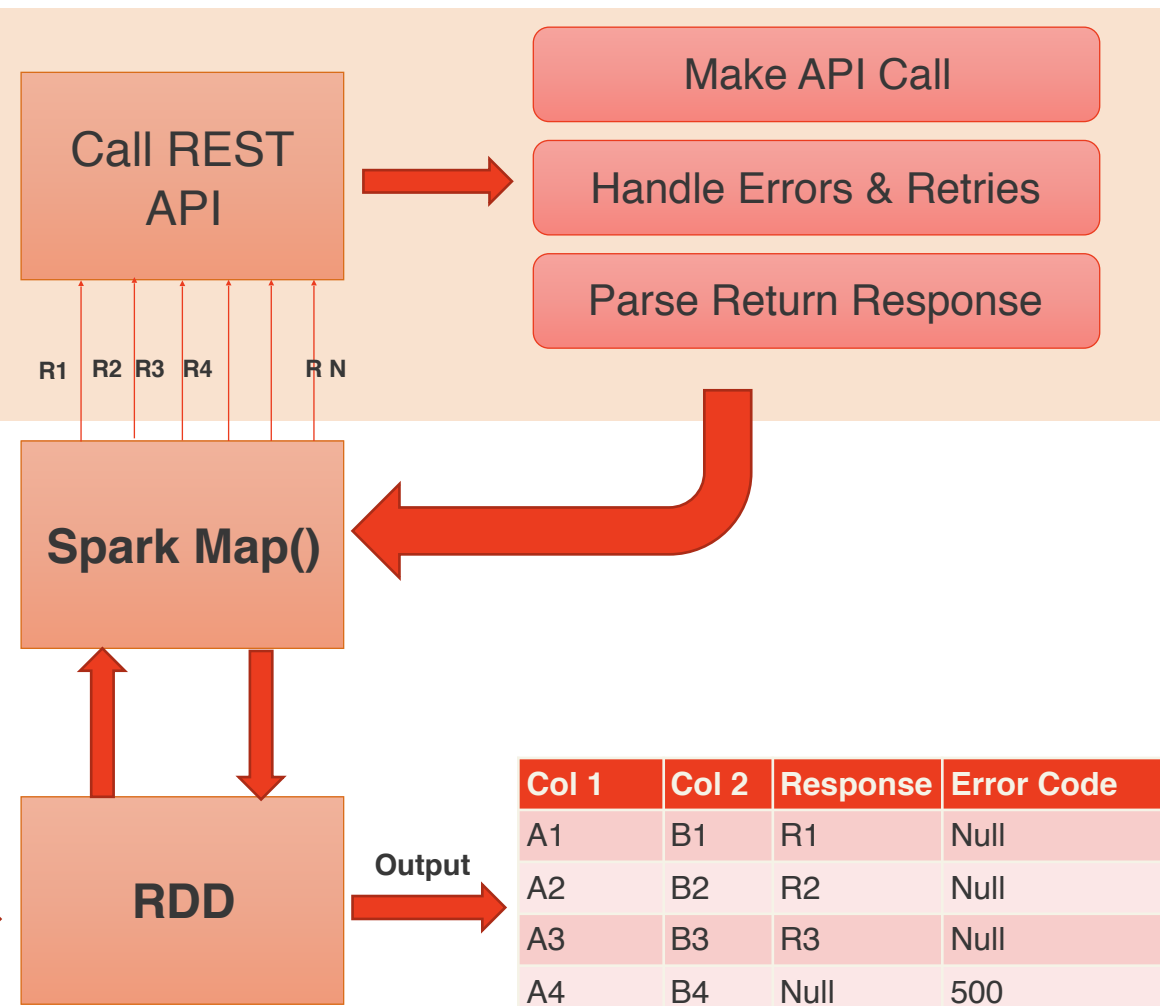 Call REST
API
Make API Call
Handle Errors & Retries
Parse Return Response
R1 R2 R3 R4 R N
Spark Map()
RDD
Output
Col 1 Col 2 Response Error Code
A1 B1 R1 Null
A2 B2 R2 Null
A3 B3 R3 Null
A4 B4 Null 500